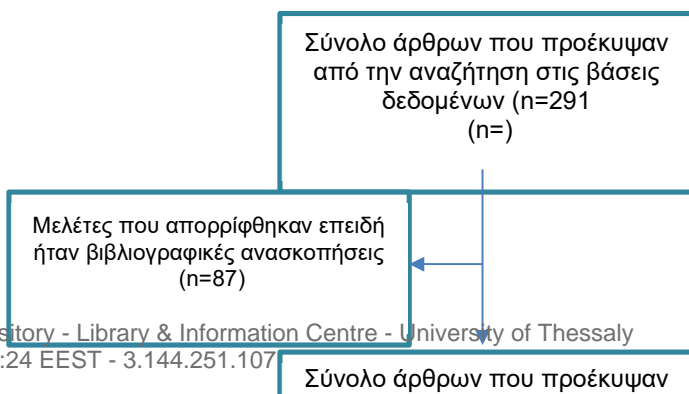 Σύνολο άρθρων που προέκυψαν
από την αναζήτηση στις βάσεις
δεδομένων (n=291
(n=)
Μελέτες που απορρίφθηκαν επειδή
ήταν βιβλιογραφικές ανασκοπήσεις
(n=87)
sitory - Library & Information Centre - University of Thessaly
:24 EEST - 3.144.251.107
Σύνολο άρθρων που προέκυψαν